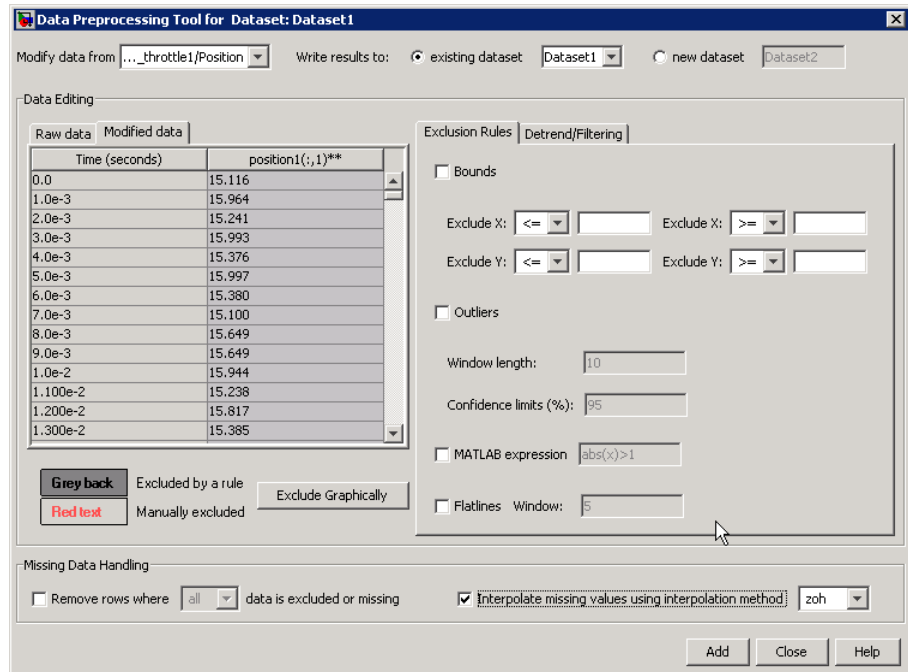 Data Preprocessing Tool for Dataset: Dataset1
Modify data from ..._throttle1/Position Write results to: existing dataset Dataset1 new dataset Dataset2
Data Editing
Raw data Modified data
Time (seconds) position1(:,1)**
0.0 15.116
1.0e-3 15.964
2.0e-3 15.241
3.0e-3 15.993
4.0e-3 15.376
5.0e-3 15.997
6.0e-3 15.380
7.0e-3 15.100
8.0e-3 15.649
9.0e-3 15.649
1.0e-2 15.944
1.100e-2 15.238
1.200e-2 15.817
1.300e-2 15.385
Grey back Excluded by a rule
Red text Manually excluded
Exclude Graphically
Exclusion Rules Detrend/Filtering
Bounds
Exclude X: <= Exclude X: >=
Exclude Y: <= Exclude Y: >=
Outliers
Window length: 10
Confidence limits (%): 95
MATLAB expression abs(x)>1
Flatlines Window: 5
Missing Data Handling
Remove rows where all data is excluded or missing Interpolate missing values using interpolation method zoh
Add Close Help